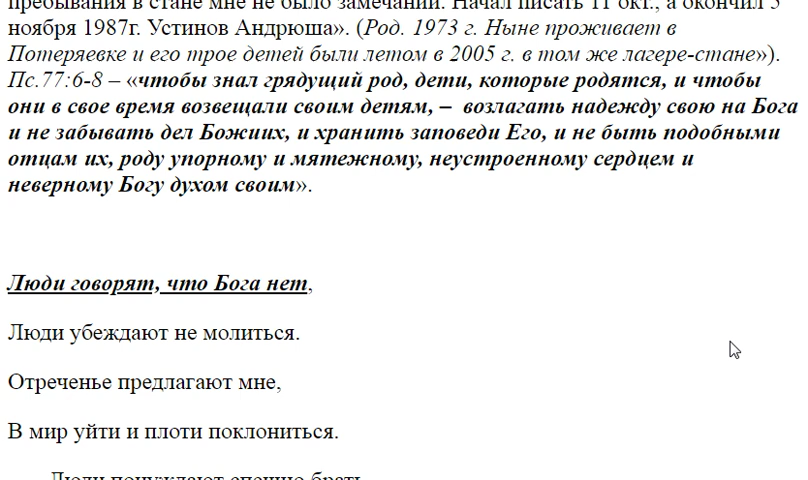 пребывания в стане мне не было замечаний. Начал писать 11 окт., а окончил 5
ноября 1987г. Устинов Андрюша». (Род. 1973 г. Ныне проживает в
Потеряевке и его трое детей были летом в 2005 г. в том же лагере-стане»).
Пс.77:6-8 – «чтобы знал грядущий род, дети, которые родятся, и чтобы
они в свое время возвещали своим детям, – возлагать надежду свою на Бога
и не забывать дел Божиих, и хранить заповеди Его, и не быть подобными
отцам их, роду упорному и мятежному, неустроенному сердцем и
неверному Богу духом своим».
Люди говорят, что Бога нет,
Люди убеждают не молиться.
Отреченье предлагают мне,
В мир уйти и плоти поклониться.
Люди понуждают спешно брать